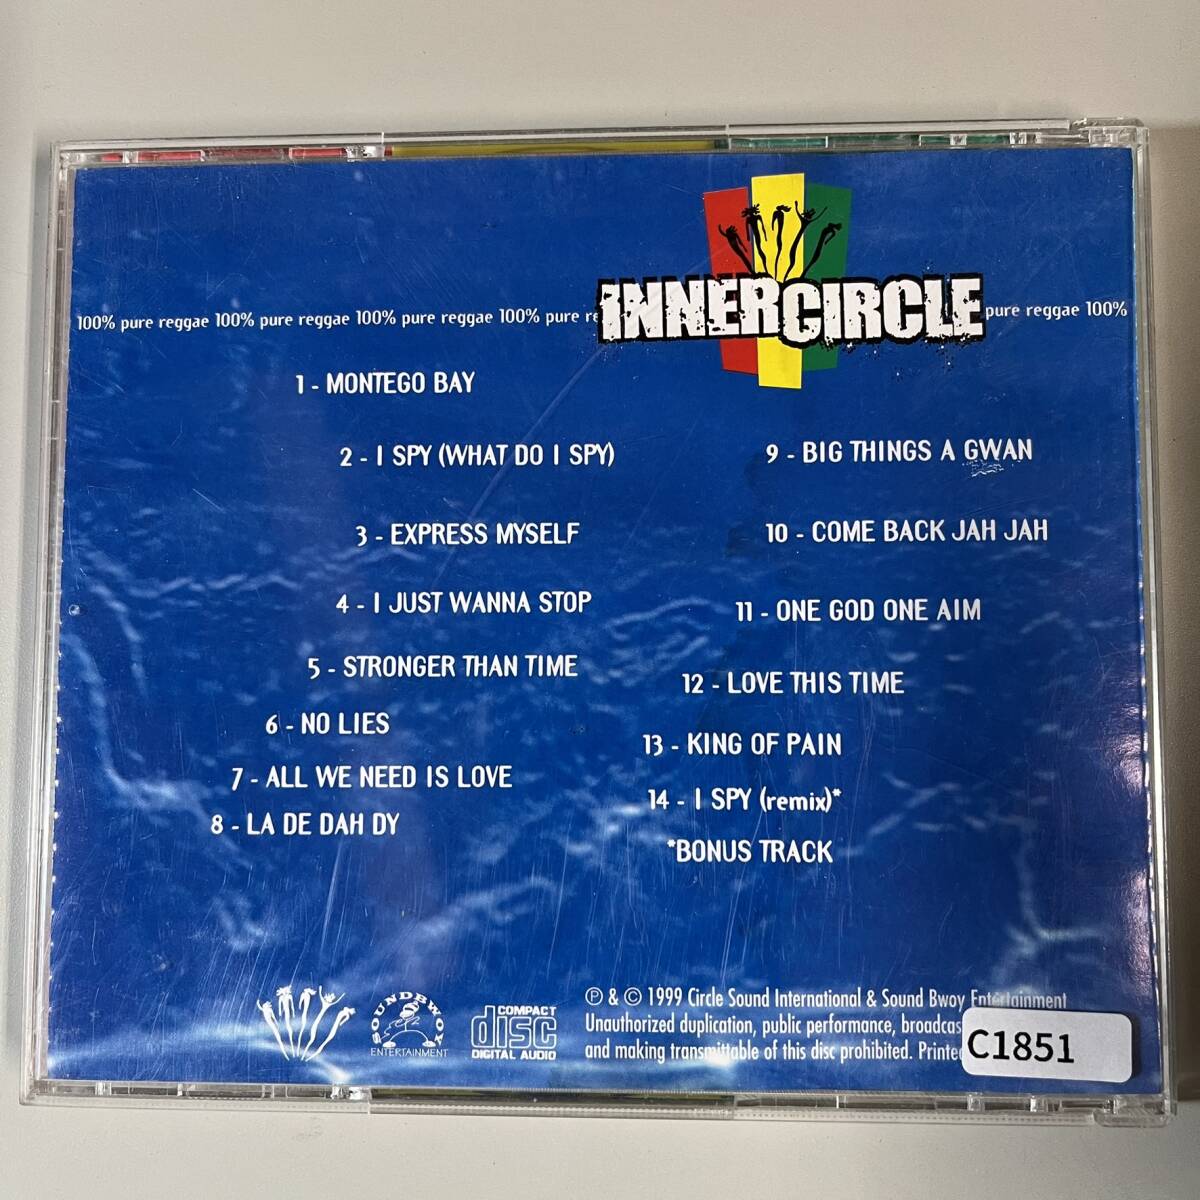 INNER CIRCLE
100% pure reggae 100% pure reggae 100% pure reggae 100% pure re
pure reggae 100%
1 - MONTEGO BAY
2 - I SPY (WHAT DO I SPY)
3 - EXPRESS MYSELF
4 - I JUST WANNA STOP
5 - STRONGER THAN TIME
6 - NO LIES
7 - ALL WE NEED IS LOVE
8 - LA DE DAH DY
9 - BIG THINGS A GWAN
10 - COME BACK JAH JAH
11 - ONE GOD ONE AIM
12 - LOVE THIS TIME
13 - KING OF PAIN
14 - I SPY (remix)*
*BONUS TRACK
SOUNDBWOY
ENTERTAINMENT
COMPACT
disc
DIGITAL AUDIO
℗ & © 1999 Circle Sound International & Sound Bwoy Entertainment
Unauthorized duplication, public performance, broadcas
and making transmittable of this disc prohibited. Printed
C1851